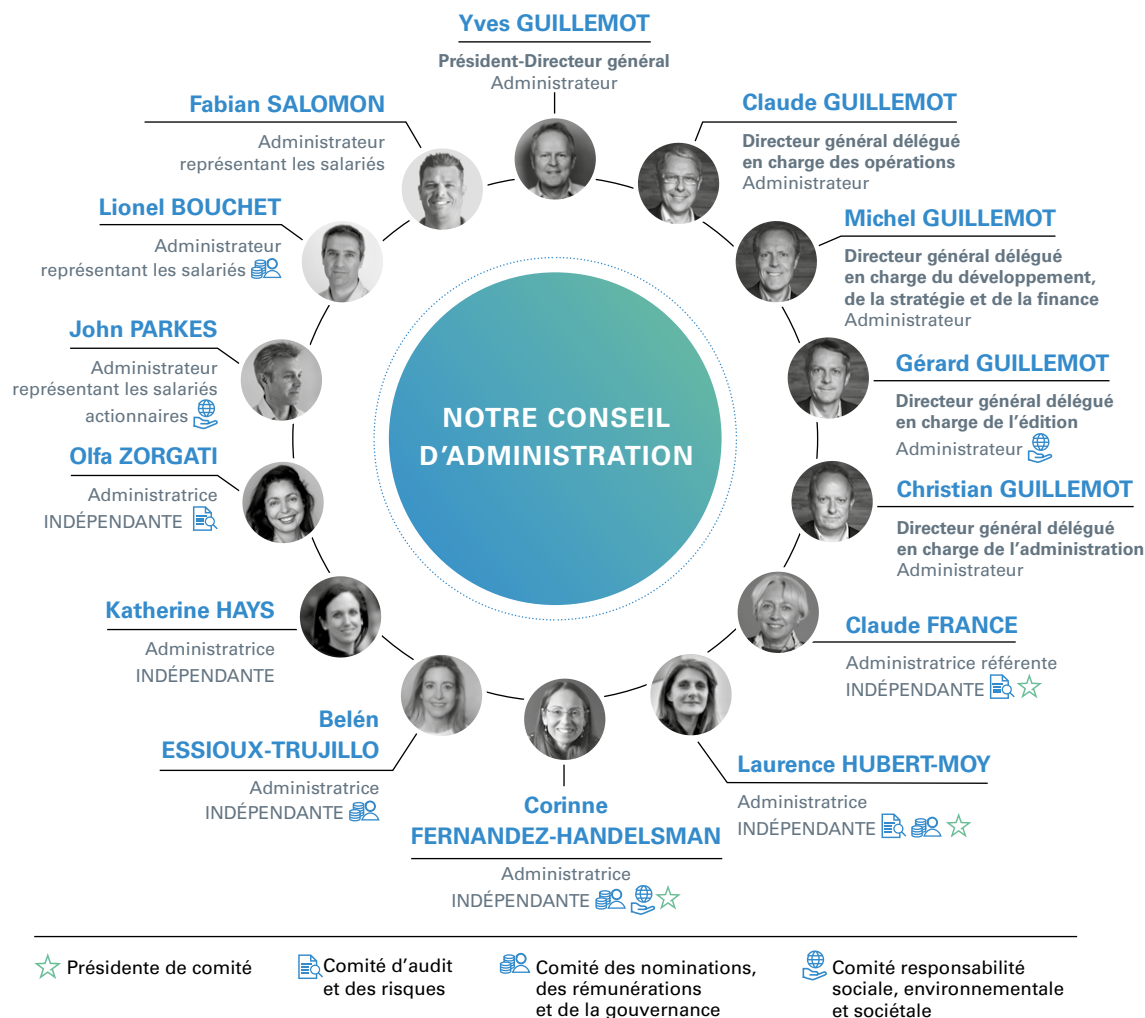 Yves GUILLEMOT
Président-Directeur général
Administrateur
Claude GUILLEMOT
Directeur général délégué
en charge des opérations
Administrateur
Michel GUILLEMOT
Directeur général délégué
en charge du développement,
de la stratégie et de la finance
Administrateur
Gérard GUILLEMOT
Directeur général délégué
en charge de l'édition
Administrateur
Christian GUILLEMOT
Directeur général délégué
en charge de l'administration
Administrateur
Claude FRANCE
Administratrice référente
INDÉPENDANTE
Laurence HUBERT-MOY
Administratrice
INDÉPENDANTE
Corinne
FERNANDEZ-HANDELSMAN
Administratrice
INDÉPENDANTE
Belén
ESSIOUX-TRUJILLO
Administratrice
INDÉPENDANTE
Katherine HAYS
Administratrice
INDÉPENDANTE
Olfa ZORGATI
Administratrice
INDÉPENDANTE
John PARKES
Administrateur
représentant les salariés
actionnaires
Lionel BOUCHET
Administrateur
représentant les salariés
Fabian SALOMON
Administrateur
représentant les salariés
NOTRE CONSEIL
D'ADMINISTRATION
Présidente de comité
Comité d'audit
et des risques
Comité des nominations,
des rémunérations
et de la gouvernance
Comité responsabilité
sociale, environnementale
et sociétale